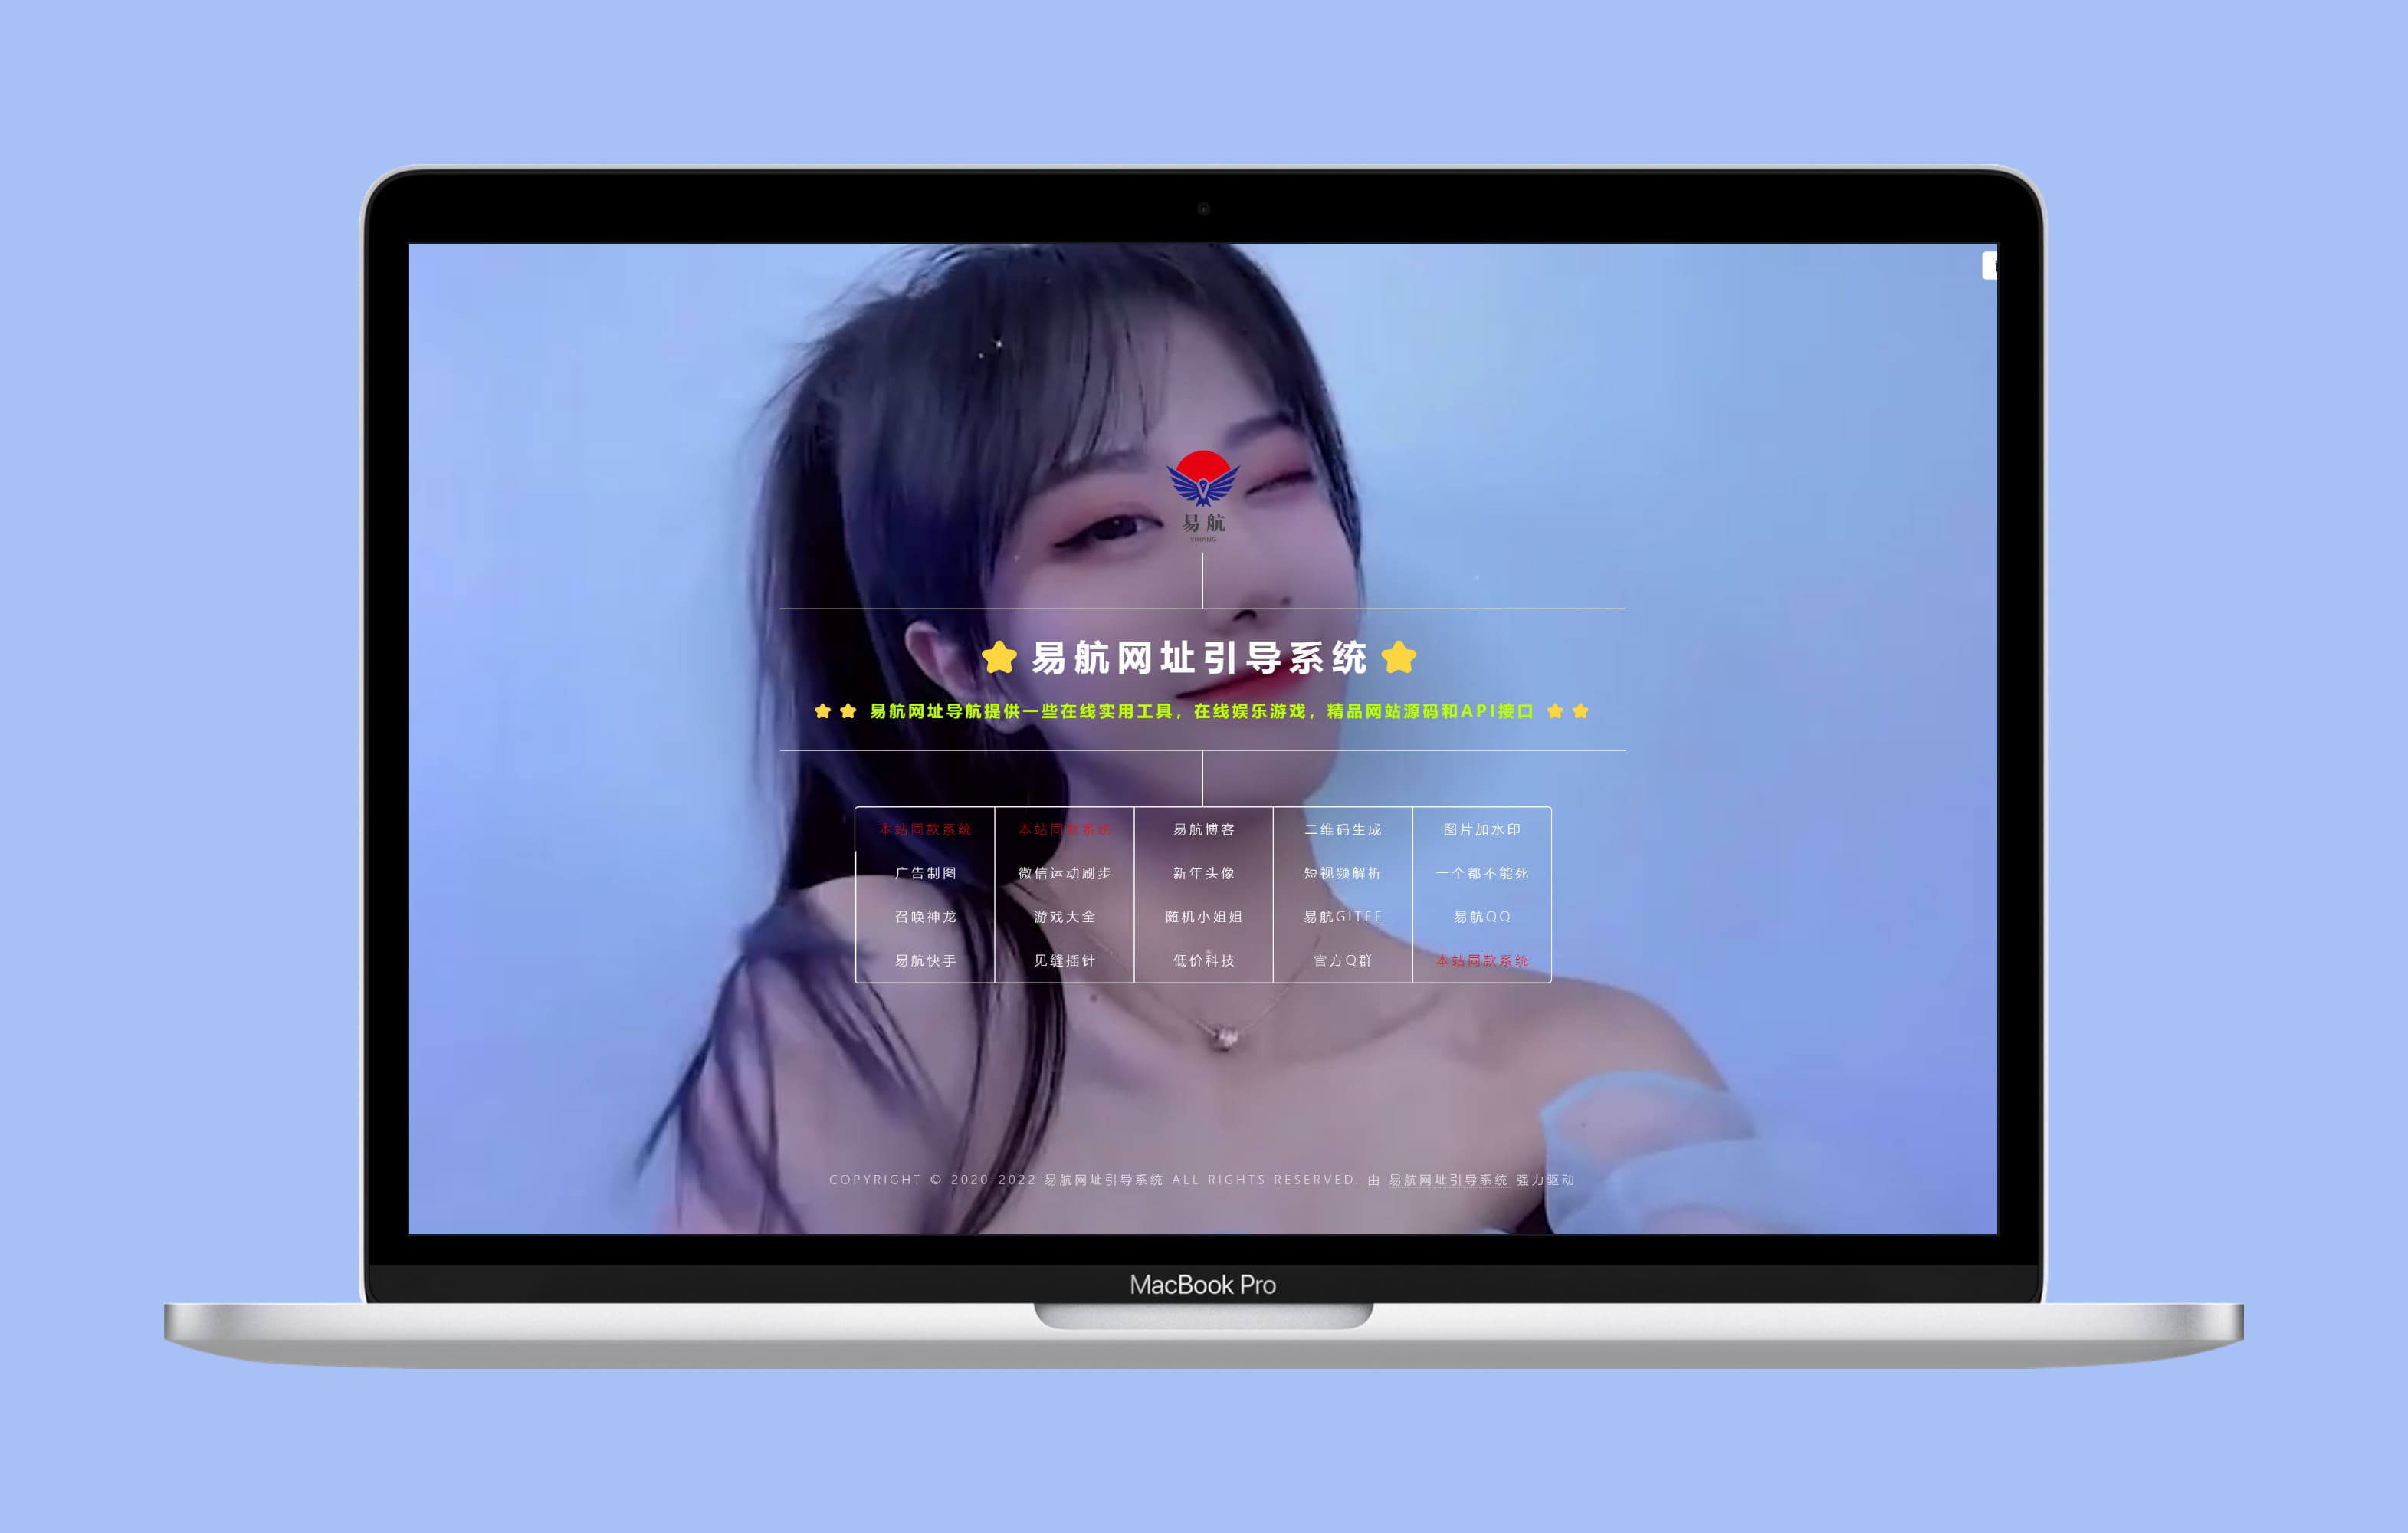 易航
YIHANG
易航网址引导系统
易航网址导航提供一些在线实用工具，在线娱乐游戏，精品网站源码和API接口
本站同款系统 本站同款系统 易航博客 二维码生成 图片加水印
广告制图 微信运动刷步 新年头像 短视频解析 一个都不能死
召唤神龙 游戏大全 随机小姐姐 易航GITEE 易航QQ
易航快手 见缝插针 低价科技 官方Q群 本站同款系统
COPYRIGHT © 2020-2022 易航网址引导系统 ALL RIGHTS RESERVED. 由 易航网址引导系统 强力驱动
MacBook Pro